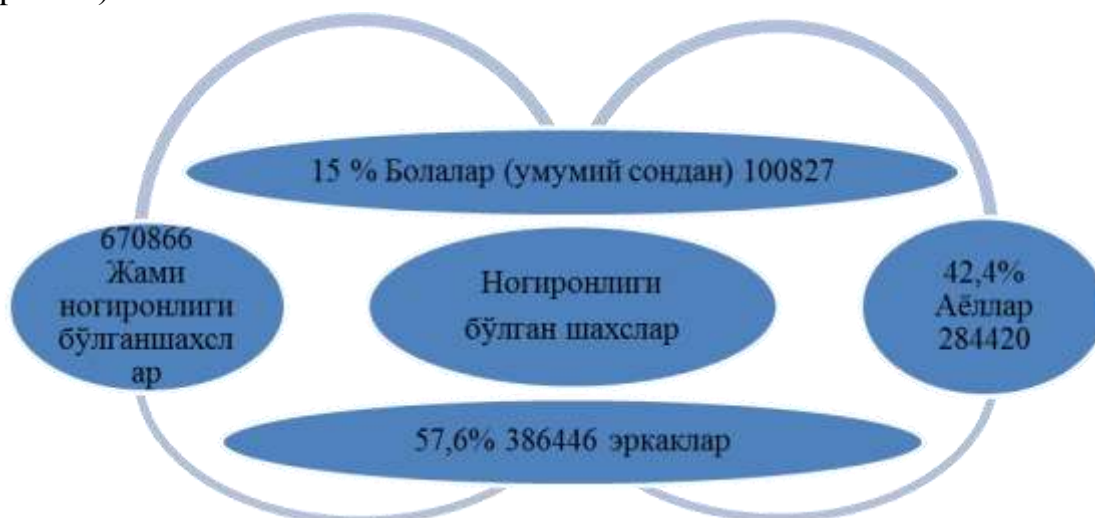 15 % Болалар (умумий сондан) 100827
670866
Жами
ногиронлиги
бўлганшахсл
ар
Ногиронлиги
бўлган шахслар
42,4%
Аёллар
284420
57,6% 386446 эркаклар